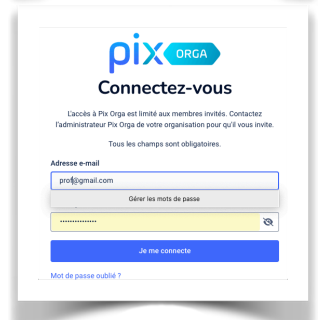 pix ORGA
Connectez-vous
L'accès à Pix Orga est limité aux membres invités. Contactez
l'administrateur Pix Orga de votre organisation pour qu'il vous invite.
Tous les champs sont obligatoires.
Adresse e-mail
prof@gmail.com
Gérer les mots de passe
Je me connecte
Mot de passe oublié ?